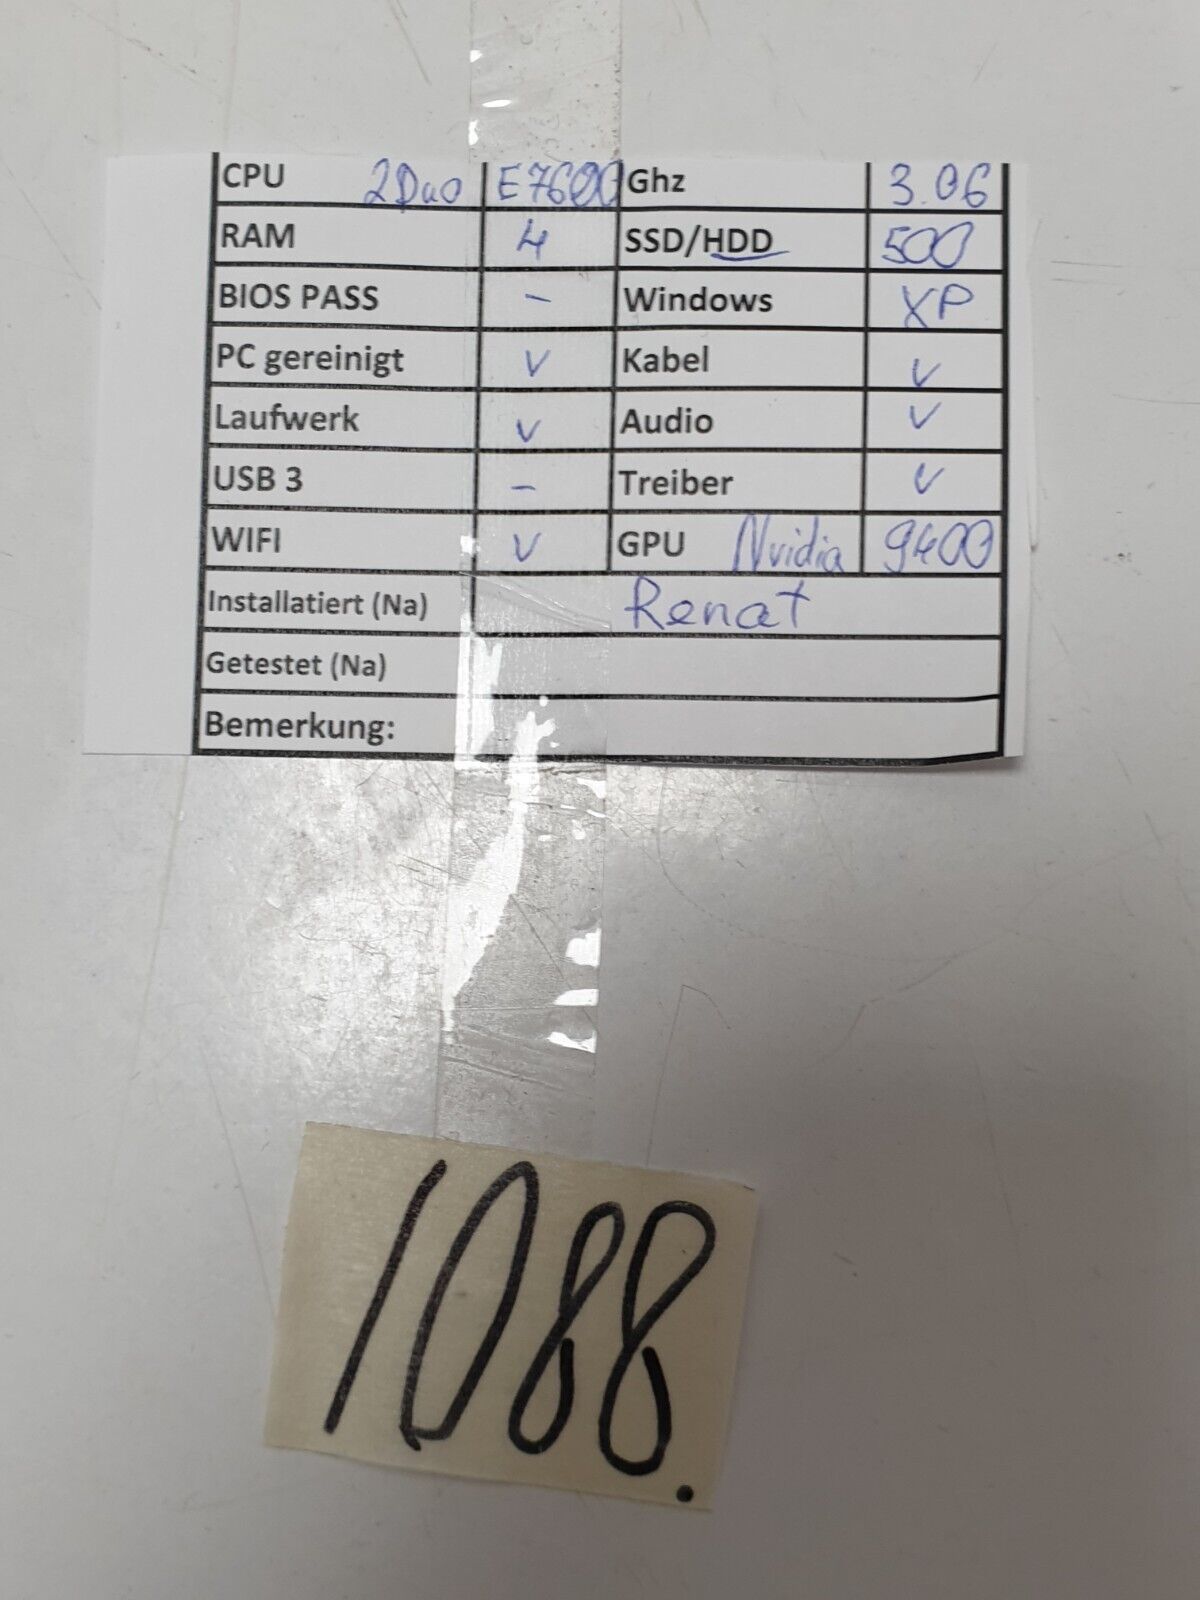 CPU 2Duo E7600 Ghz 3.06
RAM 4 SSD/HDD 500
BIOS PASS – Windows XP
PC gereinigt v Kabel v
Laufwerk v Audio v
USB 3 – Treiber v
WIFI v GPU Nvidia 9400
Installatiert (Na) Renat
Getestet (Na)
Bemerkung:
1088.